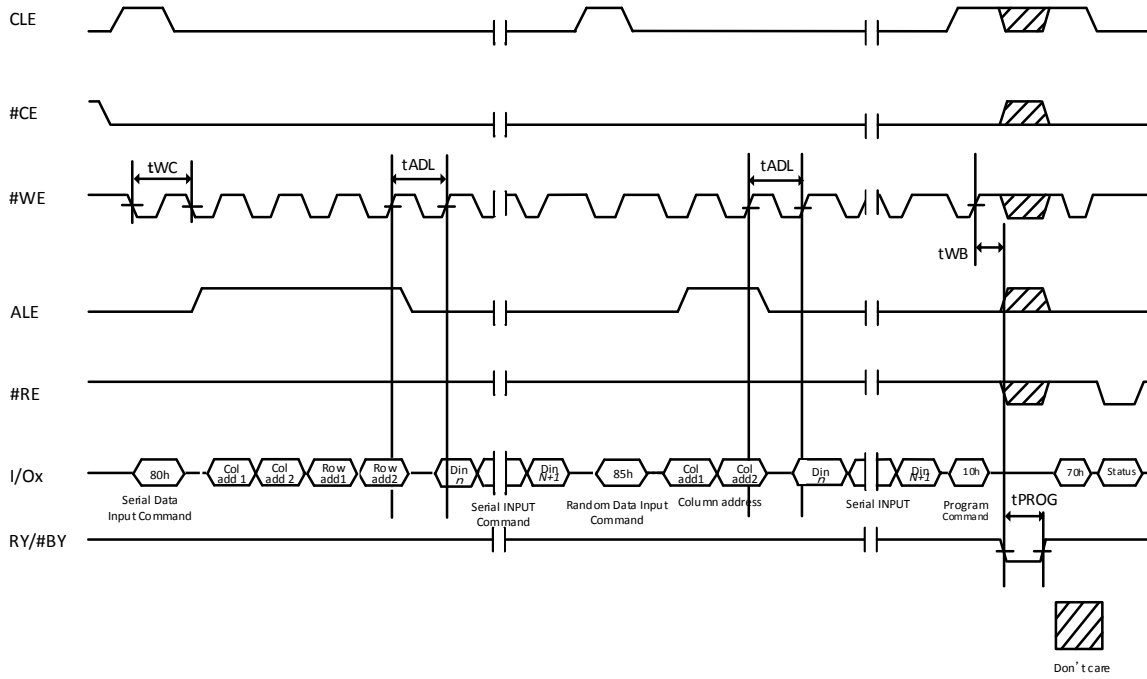 CLE
#CE
tWC
tADL
tADL
#WE
tWB
ALE
#RE
I/Ox
80h
Col add 1
Col add 2
Row add1
Row add2
Din n
Din N+1
85h
Col add1
Col add2
Din n
Din N+1
10h
70h
Status
Serial Data
Input Command
Serial INPUT
Command
Random Data Input
Command
Column address
Serial INPUT
Program
Command
tPROG
RY/#BY
Don't care